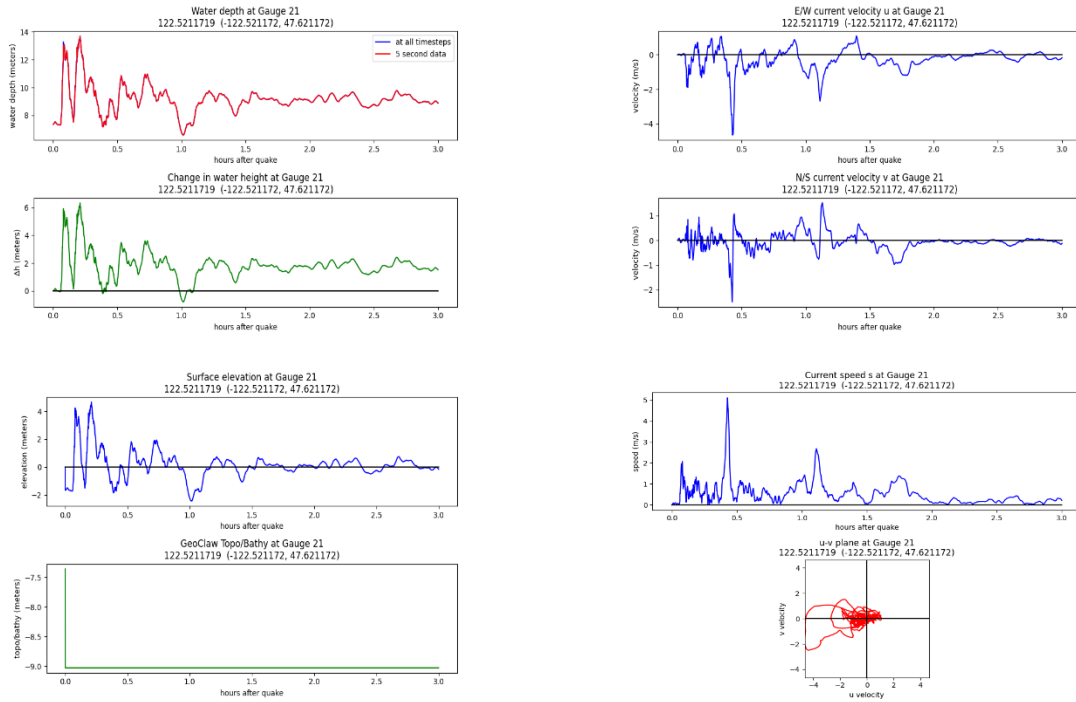 Water depth at Gauge 21
122.5211719 (-122.521172, 47.621172)
14
12
10
8
water depth (meters)
at all timesteps
5 second data
0.0 0.5 1.0 1.5 2.0 2.5 3.0
hours after quake
Change in water height at Gauge 21
122.5211719 (-122.521172, 47.621172)
6
4
2
0
Δh (meters)
0.0 0.5 1.0 1.5 2.0 2.5 3.0
hours after quake
Surface elevation at Gauge 21
122.5211719 (-122.521172, 47.621172)
4
2
0
−2
elevation (meters)
0.0 0.5 1.0 1.5 2.0 2.5 3.0
hours after quake
GeoClaw Topo/Bathy at Gauge 21
122.5211719 (-122.521172, 47.621172)
−7.5
−8.0
−8.5
−9.0
topo/bathy (meters)
0.0 0.5 1.0 1.5 2.0 2.5 3.0
hours after quake
E/W current velocity u at Gauge 21
122.5211719 (-122.521172, 47.621172)
0
−2
−4
velocity (m/s)
0.0 0.5 1.0 1.5 2.0 2.5 3.0
hours after quake
N/S current velocity v at Gauge 21
122.5211719 (-122.521172, 47.621172)
1
0
−1
−2
velocity (m/s)
0.0 0.5 1.0 1.5 2.0 2.5 3.0
hours after quake
Current speed s at Gauge 21
122.5211719 (-122.521172, 47.621172)
5
4
3
2
1
0
speed (m/s)
0.0 0.5 1.0 1.5 2.0 2.5 3.0
hours after quake
u-v plane at Gauge 21
122.5211719 (-122.521172, 47.621172)
4
2
0
−2
−4
v velocity
−4 −2 0 2 4
u velocity